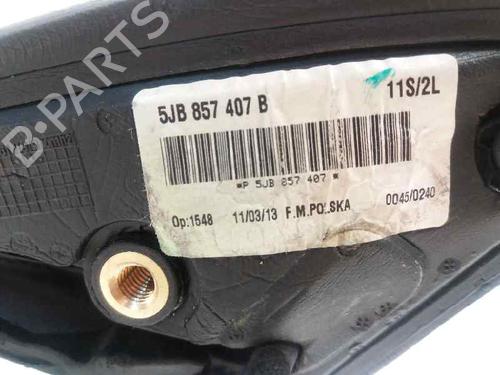 B-PARTS
5JB 857 407 B
11S/2L
*P 5JB 857 407 *
Op:1548 11/03/13 F.M.POLSKA 0045/0240